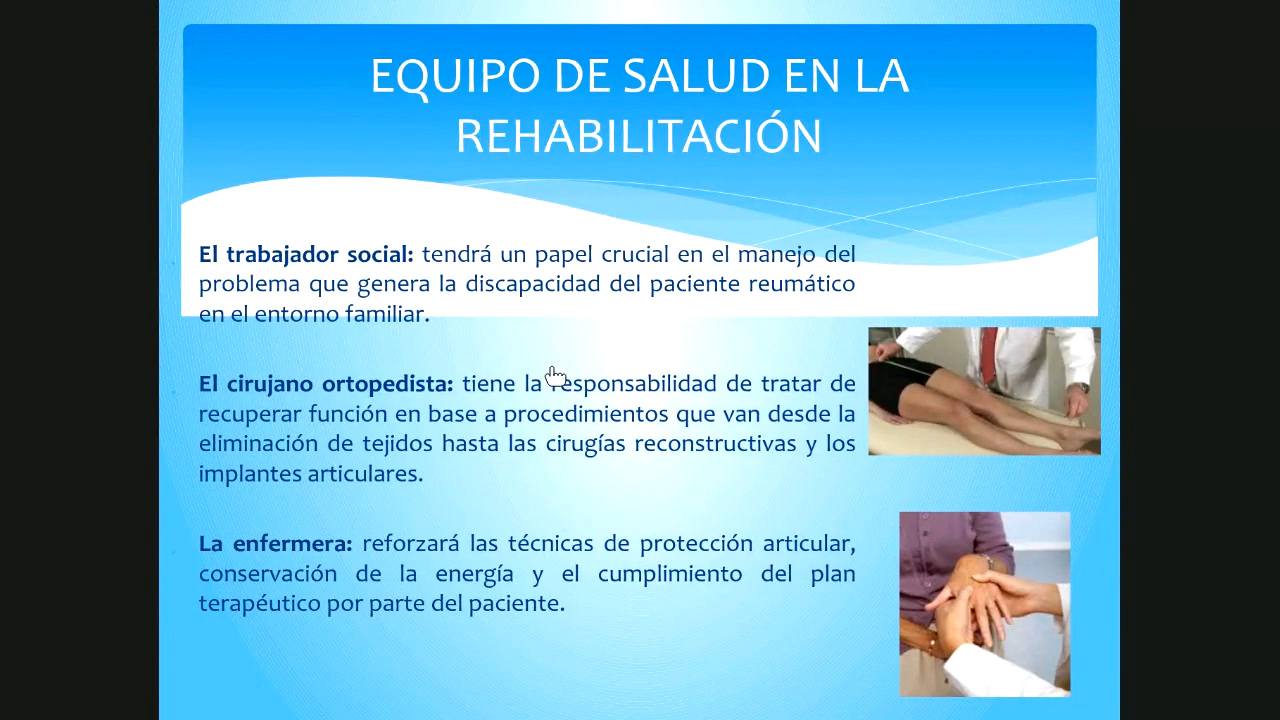 EQUIPO DE SALUD EN LA
REHABILITACIÓN
El trabajador social: tendrá un papel crucial en el manejo del
problema que genera la discapacidad del paciente reumático
en el entorno familiar.
El cirujano ortopedista: tiene la responsabilidad de tratar de
recuperar función en base a procedimientos que van desde la
eliminación de tejidos hasta las cirugías reconstructivas y los
implantes articulares.
La enfermera: reforzará las técnicas de protección articular,
conservación de la energía y el cumplimiento del plan
terapéutico por parte del paciente.